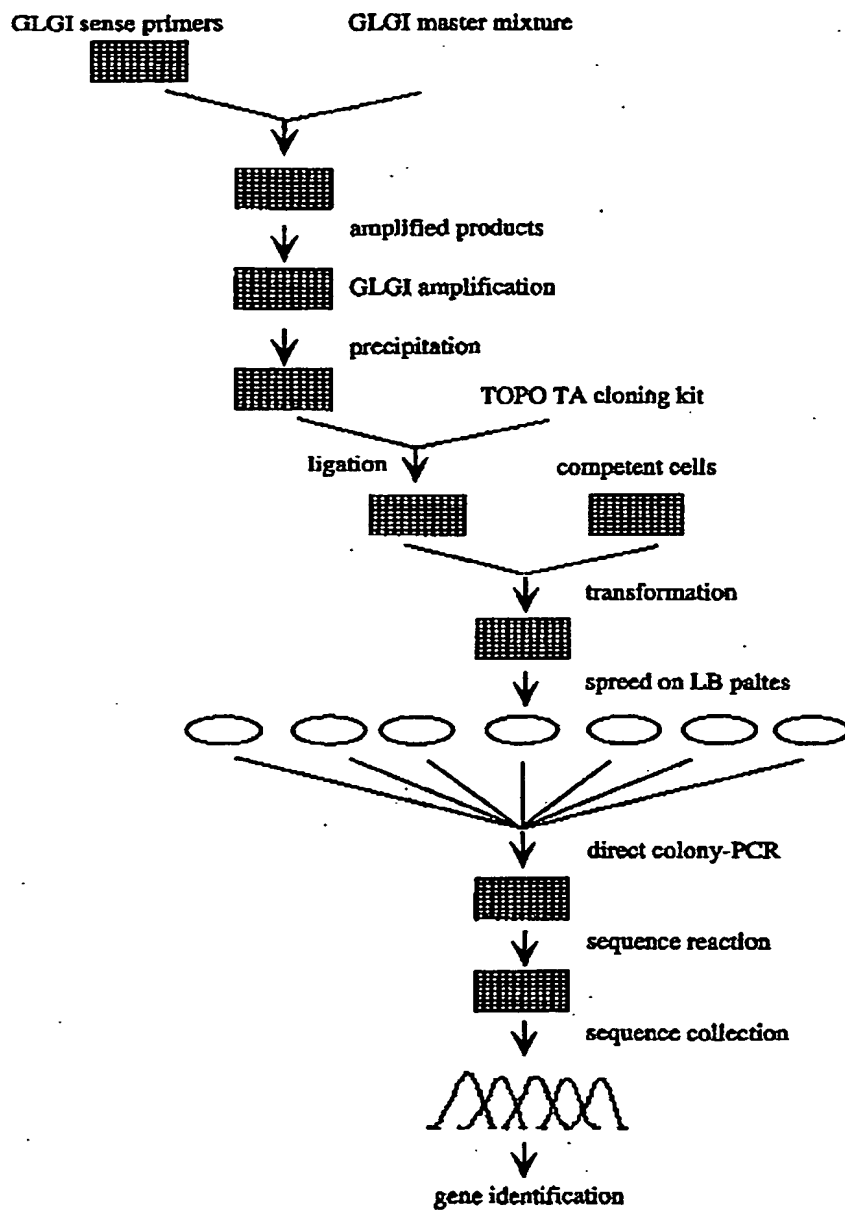 GLGI sense primers
GLGI master mixture
amplified products
GLGI amplification
precipitation
TOPO TA cloning kit
ligation
competent cells
transformation
spreed on LB paltes
direct colony-PCR
sequence reaction
sequence collection
gene identification